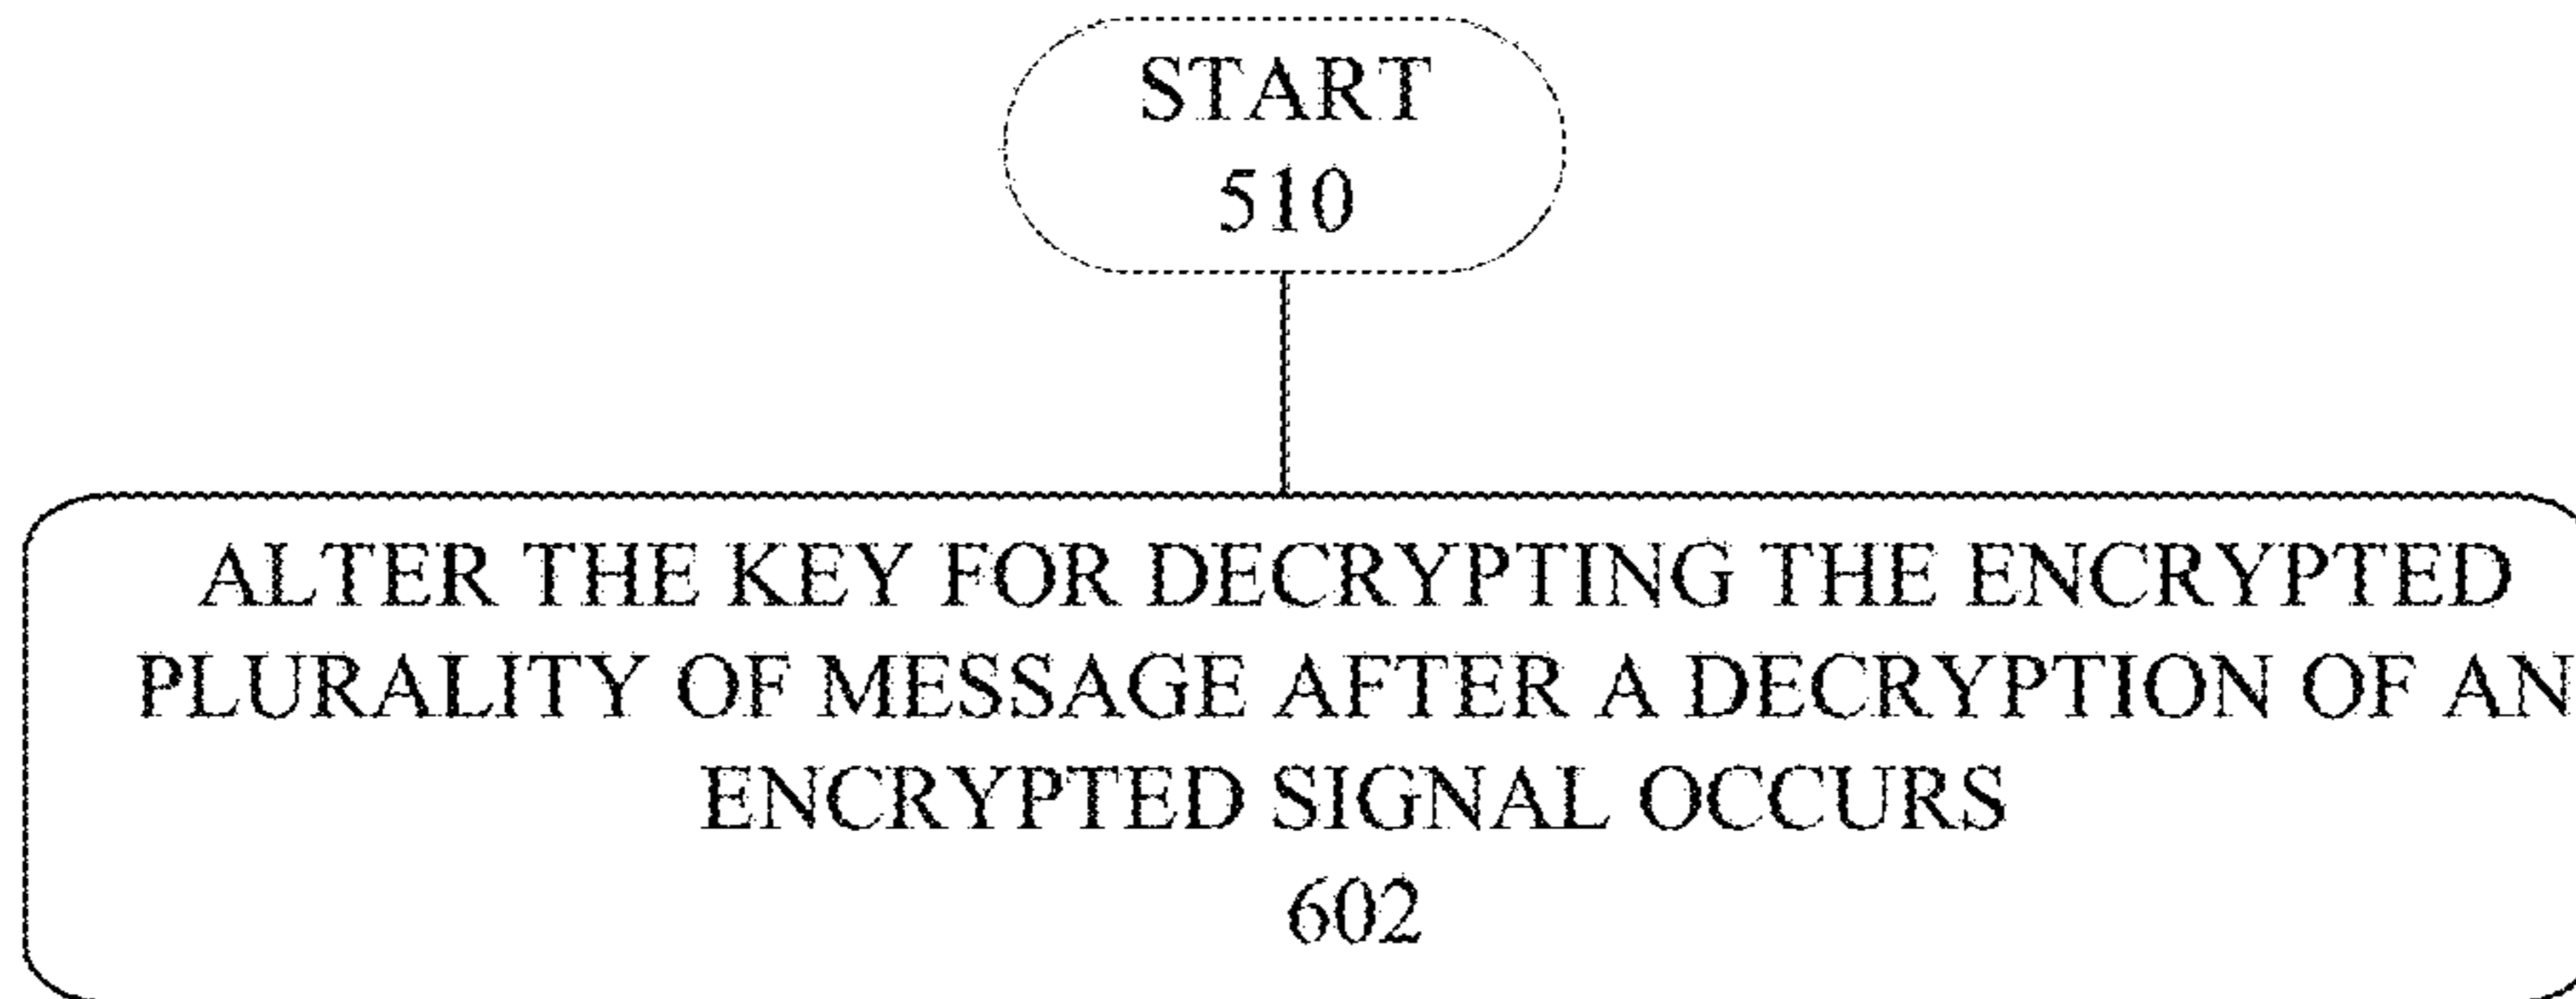 START
510
ALTER THE KEY FOR DECRYPTING THE ENCRYPTED
PLURALITY OF MESSAGE AFTER A DECRYPTION OF AN
ENCRYPTED SIGNAL OCCURS
602